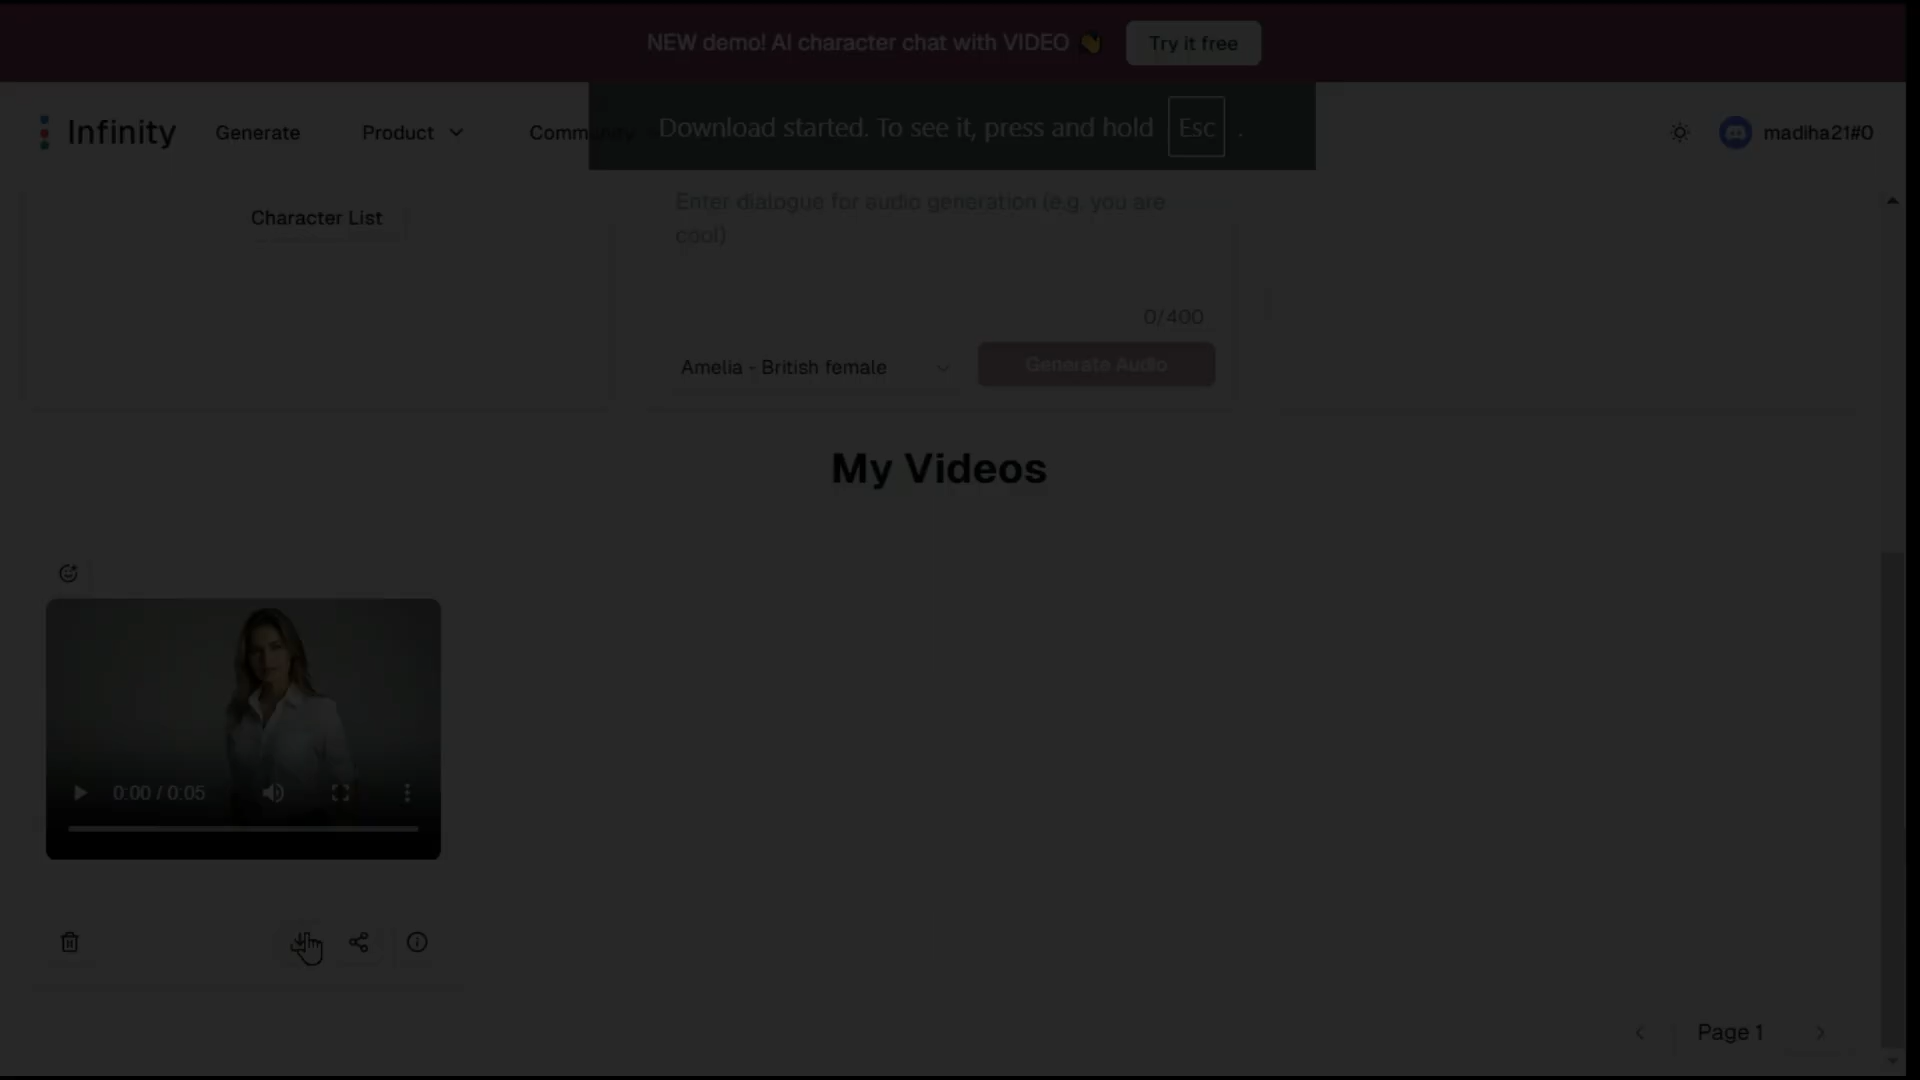 NEW demo! AI character chat with VIDEO
Try it free
Infinity
Generate
Product
Community
Download started. To see it, press and hold Esc .
madiha21#0
Character List
Enter dialogue for audio generation (e.g. you are
cool)
0/400
Amelia - British female
Generate Audio
My Videos
0:00 / 0:05
Page 1